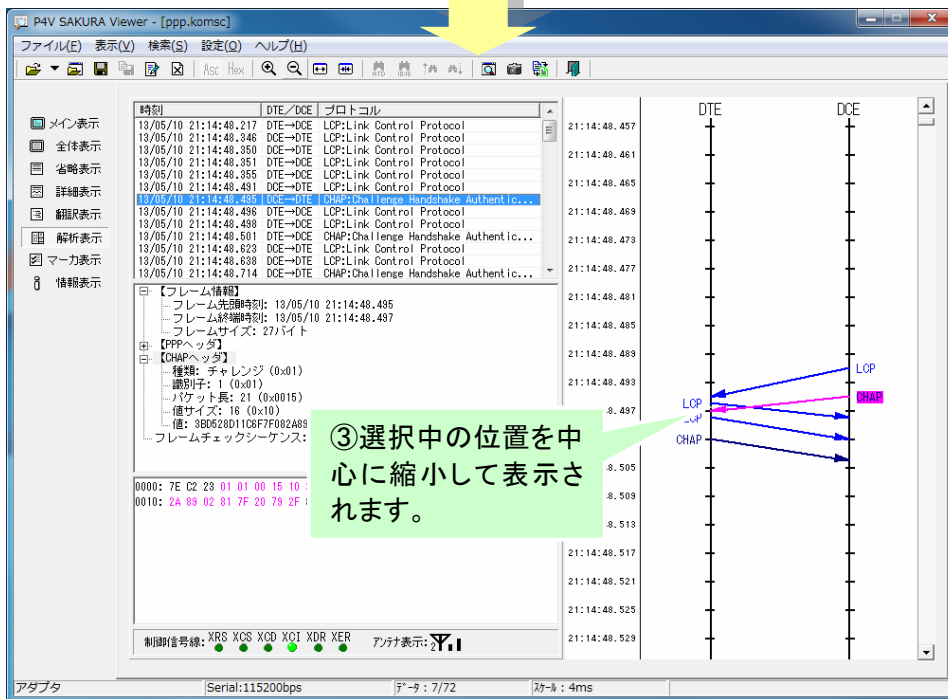 P4V SAKURA Viewer - [ppp.komsc]
ファイル(F) 表示(V) 検索(S) 設定(O) ヘルプ(H)
Asc Hex
メイン表示
全体表示
省略表示
詳細表示
翻訳表示
解析表示
マーカ表示
情報表示
時刻 DTE/DCE プロトコル
13/05/10 21:14:48.217 DTE→DCE LCP:Link Control Protocol
13/05/10 21:14:48.346 DCE→DTE LCP:Link Control Protocol
13/05/10 21:14:48.350 DCE→DTE LCP:Link Control Protocol
13/05/10 21:14:48.351 DTE→DCE LCP:Link Control Protocol
13/05/10 21:14:48.355 DTE→DCE LCP:Link Control Protocol
13/05/10 21:14:48.491 DCE→DTE LCP:Link Control Protocol
13/05/10 21:14:48.495 DCE→DTE CHAP:Challenge Handshake Authentic...
13/05/10 21:14:48.496 DTE→DCE LCP:Link Control Protocol
13/05/10 21:14:48.498 DTE→DCE LCP:Link Control Protocol
13/05/10 21:14:48.501 DTE→DCE CHAP:Challenge Handshake Authentic...
13/05/10 21:14:48.623 DCE→DTE LCP:Link Control Protocol
13/05/10 21:14:48.638 DCE→DTE LCP:Link Control Protocol
13/05/10 21:14:48.714 DCE→DTE CHAP:Challenge Handshake Authentic...
【フレーム情報】
フレーム先頭時刻: 13/05/10 21:14:48.495
フレーム終端時刻: 13/05/10 21:14:48.497
フレームサイズ: 27バイト
【PPPヘッダ】
【CHAPヘッダ】
種類: チャレンジ (0x01)
識別子: 1 (0x01)
パケット長: 21 (0x0015)
値サイズ: 16 (0x10)
値: 3BD528D11C6F7F082A89
フレームチェックシーケンス:
0000: 7E C2 23 01 01 00 15 10
0010: 2A 89 02 81 7F 20 79 2F
制御信号線: XRS XCS XCD XCI XDR XER アンテナ表示: 2
DTE DCE
21:14:48.457
21:14:48.461
21:14:48.465
21:14:48.469
21:14:48.473
21:14:48.477
21:14:48.481
21:14:48.485
21:14:48.489
LCP
21:14:48.493
CHAP
LCP
8.497
LCP
CHAP
8.505
8.509
8.513
21:14:48.517
21:14:48.521
21:14:48.525
21:14:48.529
③選択中の位置を中
心に縮小して表示さ
れます。
アダプタ Serial:115200bps データ : 7/72 スケール : 4ms